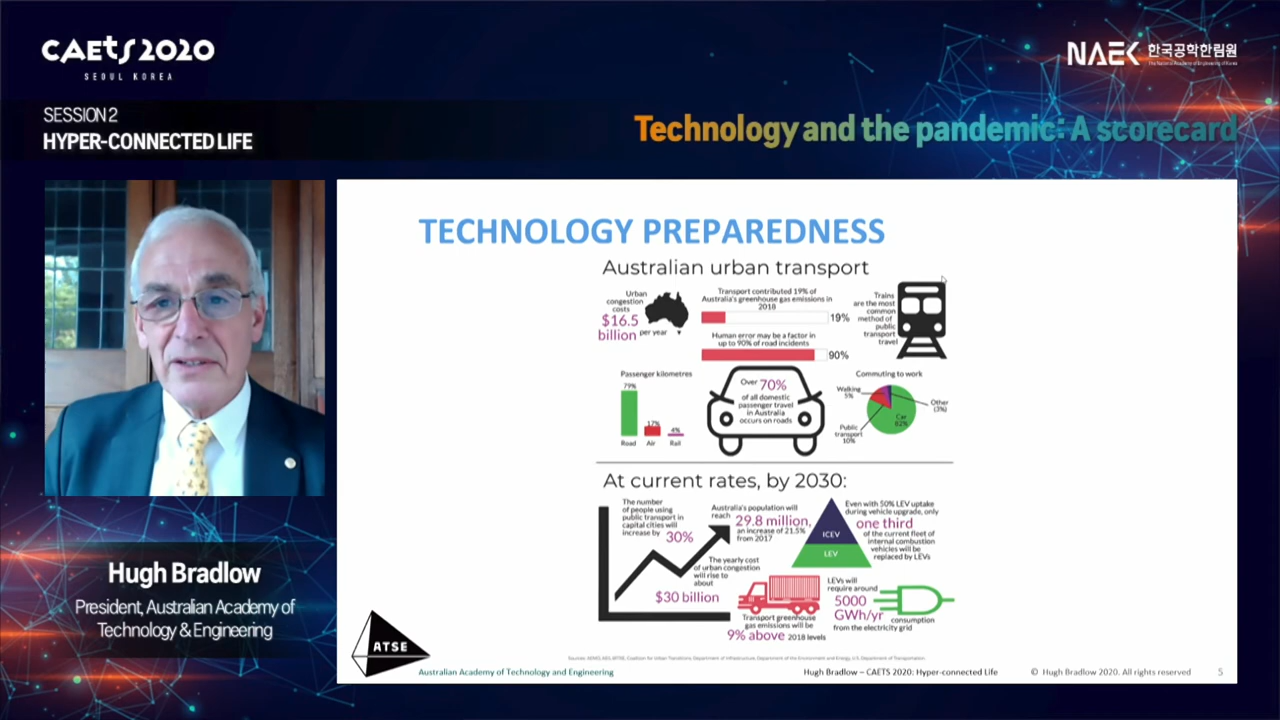 CAETS 2020
SEOUL KOREA
NAEK 한국공학한림원
The National Academy of Engineering of Korea
SESSION 2
HYPER-CONNECTED LIFE
Technology and the pandemic: A scorecard
TECHNOLOGY PREPAREDNESS
Australian urban transport
Urban
congestion
costs
$16.5
billion per year
Transport contributed 19% of
Australia's greenhouse gas emissions in
2018
19%
Human error may be a factor in
up to 90% of road incidents
90%
Trains
are the most
common
method of
public
transport
travel
Passenger kilometres
79%
17%
4%
Road Air Rail
Over 70%
of all domestic
passenger travel
in Australia
occurs on roads
Commuting to work
Walking
5%
Other
(3%)
Car
82%
Public
transport
10%
At current rates, by 2030:
The number
of people using
public transport in
capital cities will
increase by 30%
Australia's population will
reach 29.8 million,
an increase of 21.5%
from 2017
The yearly cost
of urban congestion
will rise to
about
$30 billion
ICEV
LEV
Even with 50% LEV uptake
during vehicle upgrade, only
one third
of the current fleet of
internal combustion
vehicles will be
replaced by LEVs
Transport greenhouse
gas emissions will be
9% above 2018 levels
LEVs will
require around
5000
GWh/yr consumption
from the electricity grid
Hugh Bradlow
President, Australian Academy of
Technology & Engineering
ATSE
Australian Academy of Technology and Engineering
Hugh Bradlow – CAETS 2020: Hyper-connected Life
© Hugh Bradlow 2020. All rights reserved
5